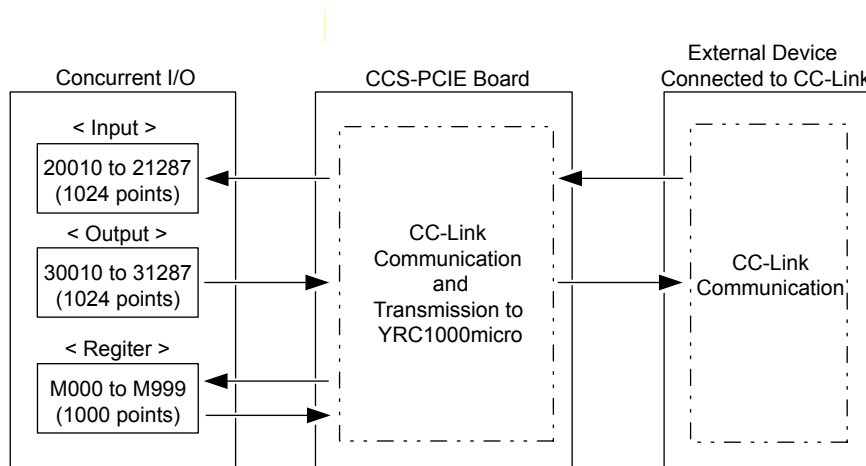 Concurrent I/O
< Input >
20010 to 21287
(1024 points)
< Output >
30010 to 31287
(1024 points)
< Regiter >
M000 to M999
(1000 points)
CCS-PCIE Board
CC-Link
Communication
and
Transmission to
YRC1000micro
External Device
Connected to CC-Link
CC-Link
Communication